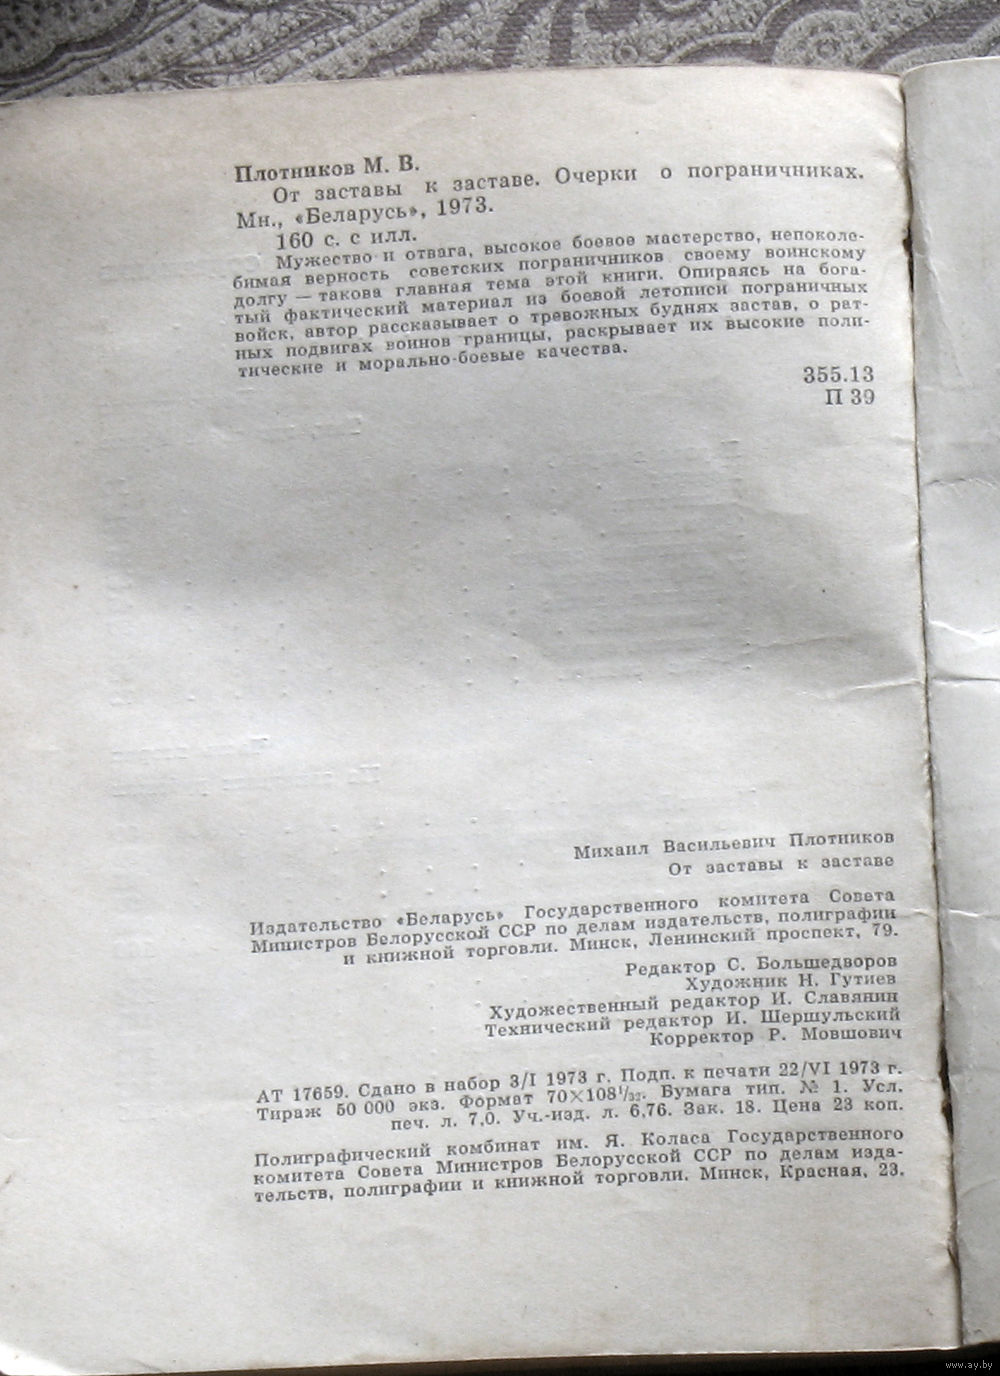 Плотников М. В.
От заставы к заставе. Очерки о пограничниках.
Мн., «Беларусь», 1973.
160 с. с илл.
Мужество и отвага, высокое боевое мастерство, непоколе-
бимая верность советских пограничников своему воинскому
долгу — такова главная тема этой книги. Опираясь на бога-
тый фактический материал из боевой летописи пограничных
войск, автор рассказывает о тревожных буднях застав, о рат-
ных подвигах воинов границы, раскрывает их высокие поли-
тические и морально-боевые качества.
355.13
П 39
Михаил Васильевич Плотников
От заставы к заставе
Издательство «Беларусь» Государственного комитета Совета
Министров Белорусской ССР по делам издательств, полиграфии
и книжной торговли. Минск, Ленинский проспект, 79.
Редактор С. Большедворов
Художник Н. Гутиев
Художественный редактор И. Славянин
Технический редактор И. Шершульский
Корректор Р. Мовшович
АТ 17659. Сдано в набор 3/I 1973 г. Подп. к печати 22/VI 1973 г.
Тираж 50 000 экз. Формат 70×108¹/₃₂. Бумага тип. № 1. Усл.
печ. л. 7,0. Уч.-изд. л. 6,76. Зак. 18. Цена 23 коп.
Полиграфический комбинат им. Я. Коласа Государственного
комитета Совета Министров Белорусской ССР по делам изда-
тельств, полиграфии и книжной торговли. Минск, Красная, 23.
www.ay.by